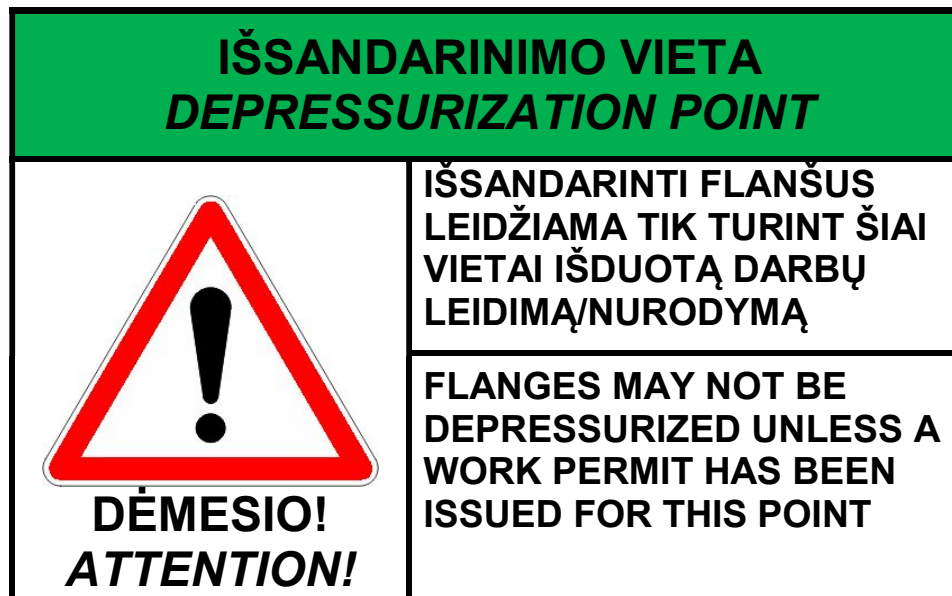 IŠSANDARINIMO VIETA
DEPRESSURIZATION POINT
DĖMESIO!
ATTENTION!
IŠSANDARINTI FLANŠUS
LEIDŽIAMA TIK TURINT ŠIAI
VIETAI IŠDUOTĄ DARBŲ
LEIDIMĄ/NURODYMĄ
FLANGES MAY NOT BE
DEPRESSURIZED UNLESS A
WORK PERMIT HAS BEEN
ISSUED FOR THIS POINT